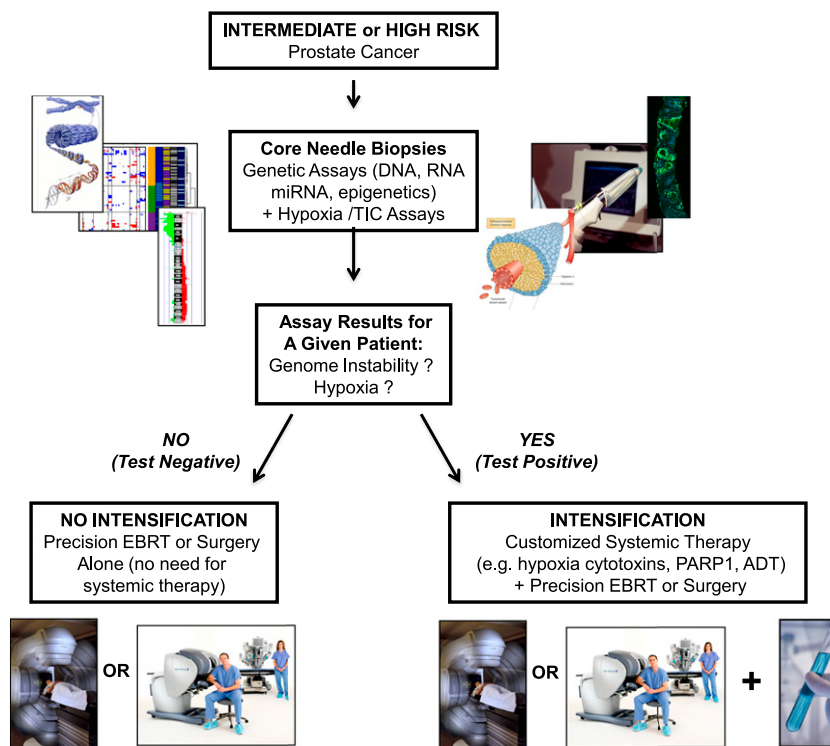 INTERMEDIATE or HIGH RISK
Prostate Cancer
Core Needle Biopsies
Genetic Assays (DNA, RNA
miRNA, epigenetics)
+ Hypoxia /TIC Assays
Assay Results for
A Given Patient:
Genome Instability ?
Hypoxia ?
NO
(Test Negative)
YES
(Test Positive)
NO INTENSIFICATION
Precision EBRT or Surgery
Alone (no need for
systemic therapy)
INTENSIFICATION
Customized Systemic Therapy
(e.g. hypoxia cytotoxins, PARP1, ADT)
+ Precision EBRT or Surgery
OR
OR
+